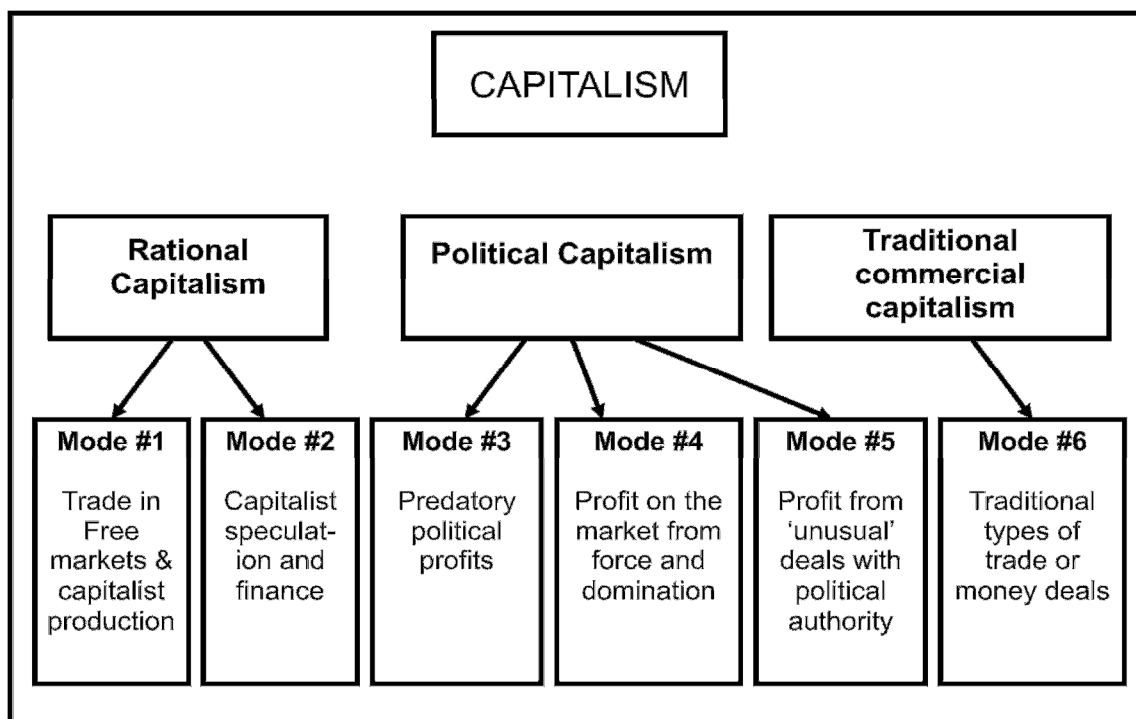 CAPITALISM
Rational
Capitalism
Political Capitalism
Traditional
commercial
capitalism
Mode #1
Trade in
Free
markets &
capitalist
production
Mode #2
Capitalist
speculat-
ion and
finance
Mode #3
Predatory
political
profits
Mode #4
Profit on the
market from
force and
domination
Mode #5
Profit from
‘unusual’
deals with
political
authority
Mode #6
Traditional
types of
trade or
money deals